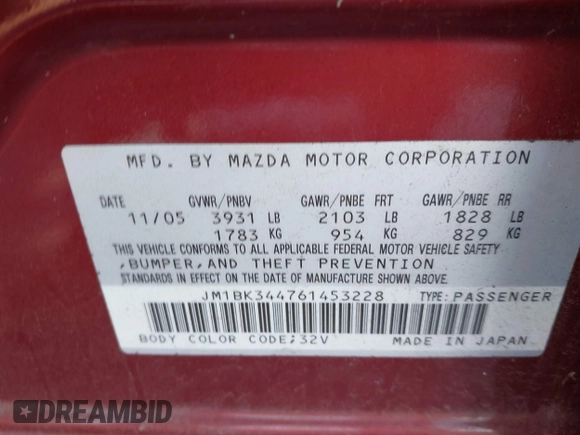 MFD. BY MAZDA MOTOR CORPORATION
DATE GVWR/PNBV GAWR/PNBE FRT GAWR/PNBE RR
11/05 3931 LB 2103 LB 1828 LB
1783 KG 954 KG 829 KG
THIS VEHICLE CONFORMS TO ALL APPLICABLE FEDERAL MOTOR VEHICLE SAFETY
,BUMPER,AND THEFT PREVENTION
STANDARDS IN EFFECT ON THE DATE OF MANUFACTURE SHOWN ABOVE.
JM1BK344761453228 TYPE: PASSENGER
BODY COLOR CODE:32V MADE IN JAPAN
DREAMBID